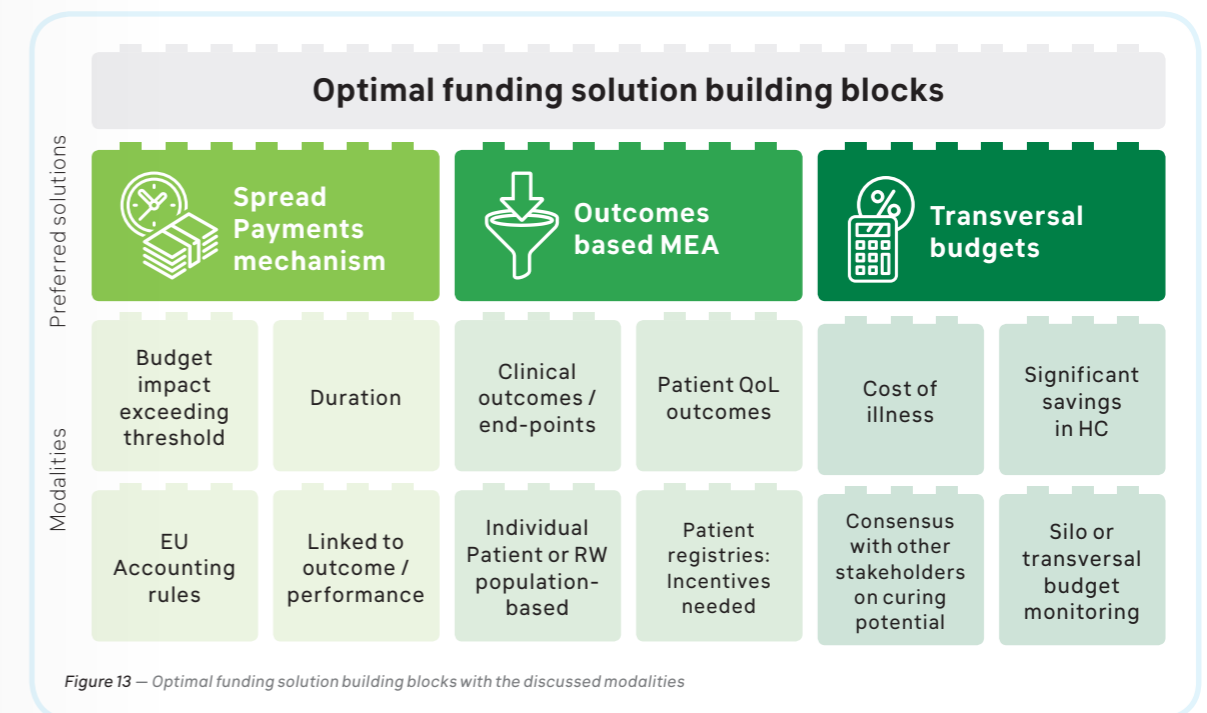 Optimal funding solution building blocks
Preferred solutions
Spread
Payments
mechanism
Outcomes
based MEA
Transversal
budgets
Modalities
Budget
impact
exceeding
threshold
Duration
Clinical
outcomes /
end-points
Patient QoL
outcomes
Cost of
illness
Significant
savings
in HC
EU
Accounting
rules
Linked to
outcome /
performance
Individual
Patient or RW
population-
based
Patient
registries:
Incentives
needed
Consensus
with other
stakeholders
on curing
potential
Silo or
transversal
budget
monitoring
Figure 13 — Optimal funding solution building blocks with the discussed modalities